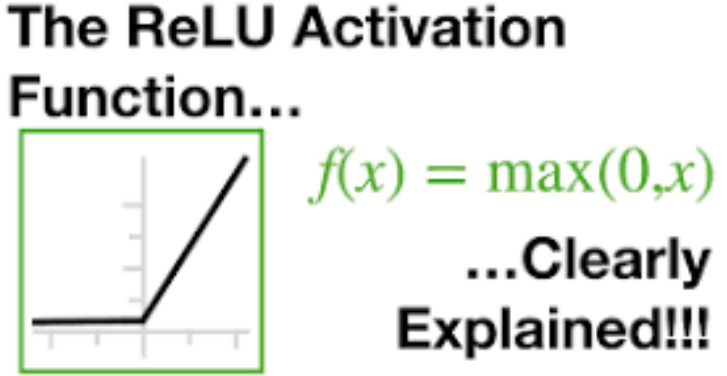 The ReLU Activation
Function...
f(x) = max(0,x)
...Clearly
Explained!!!